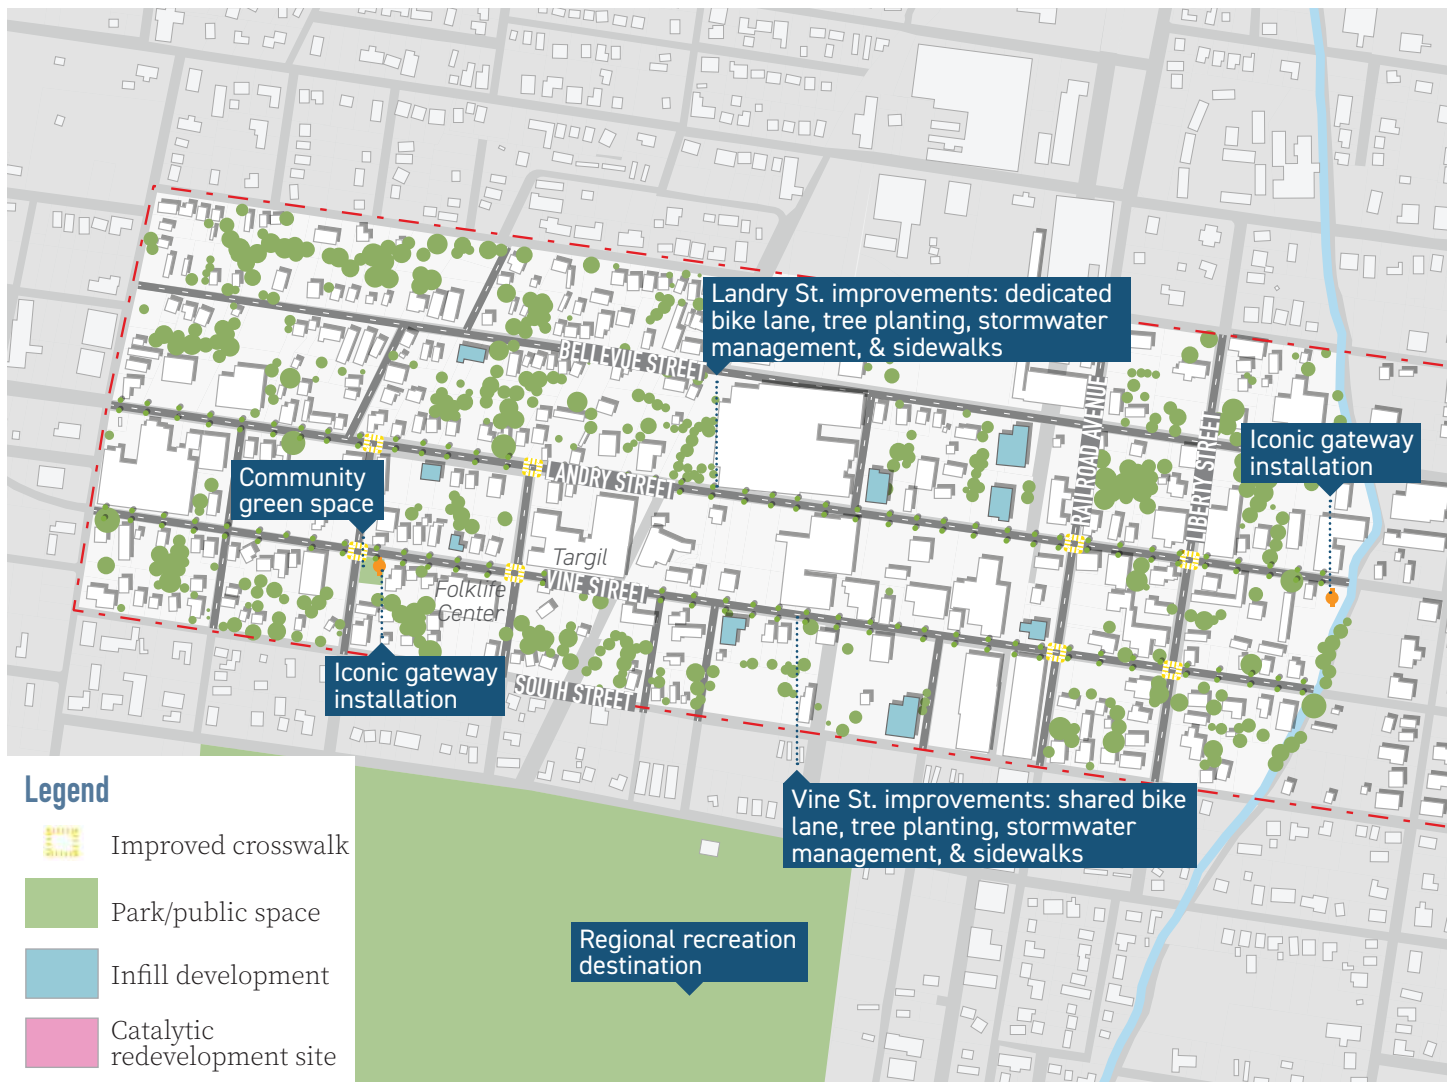 Landry St. improvements: dedicated
bike lane, tree planting, stormwater
management, & sidewalks
BELLEVUE STREET
RAILROAD AVENUE
LIBERTY STREET
Iconic gateway
installation
Community
green space
LANDRY STREET
Targil
VINE STREET
Folklife
Center
Iconic gateway
installation
SOUTH STREET
Vine St. improvements: shared bike
lane, tree planting, stormwater
management, & sidewalks
Regional recreation
destination
Legend
Improved crosswalk
Park/public space
Infill development
Catalytic
redevelopment site